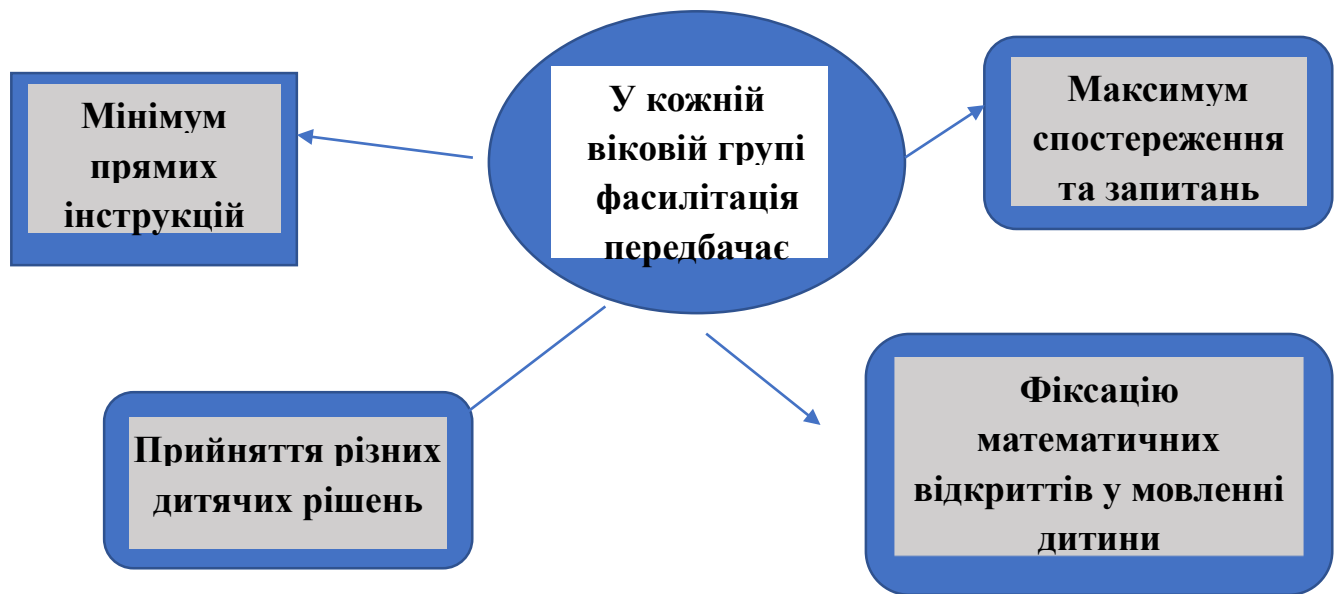 У кожній
віковій групі
фасилітація
передбачає
Мінімум
прямих
інструкцій
Максимум
спостереження
та запитань
Прийняття різних
дитячих рішень
Фіксацію
математичних
відкриттів у мовленні
дитини